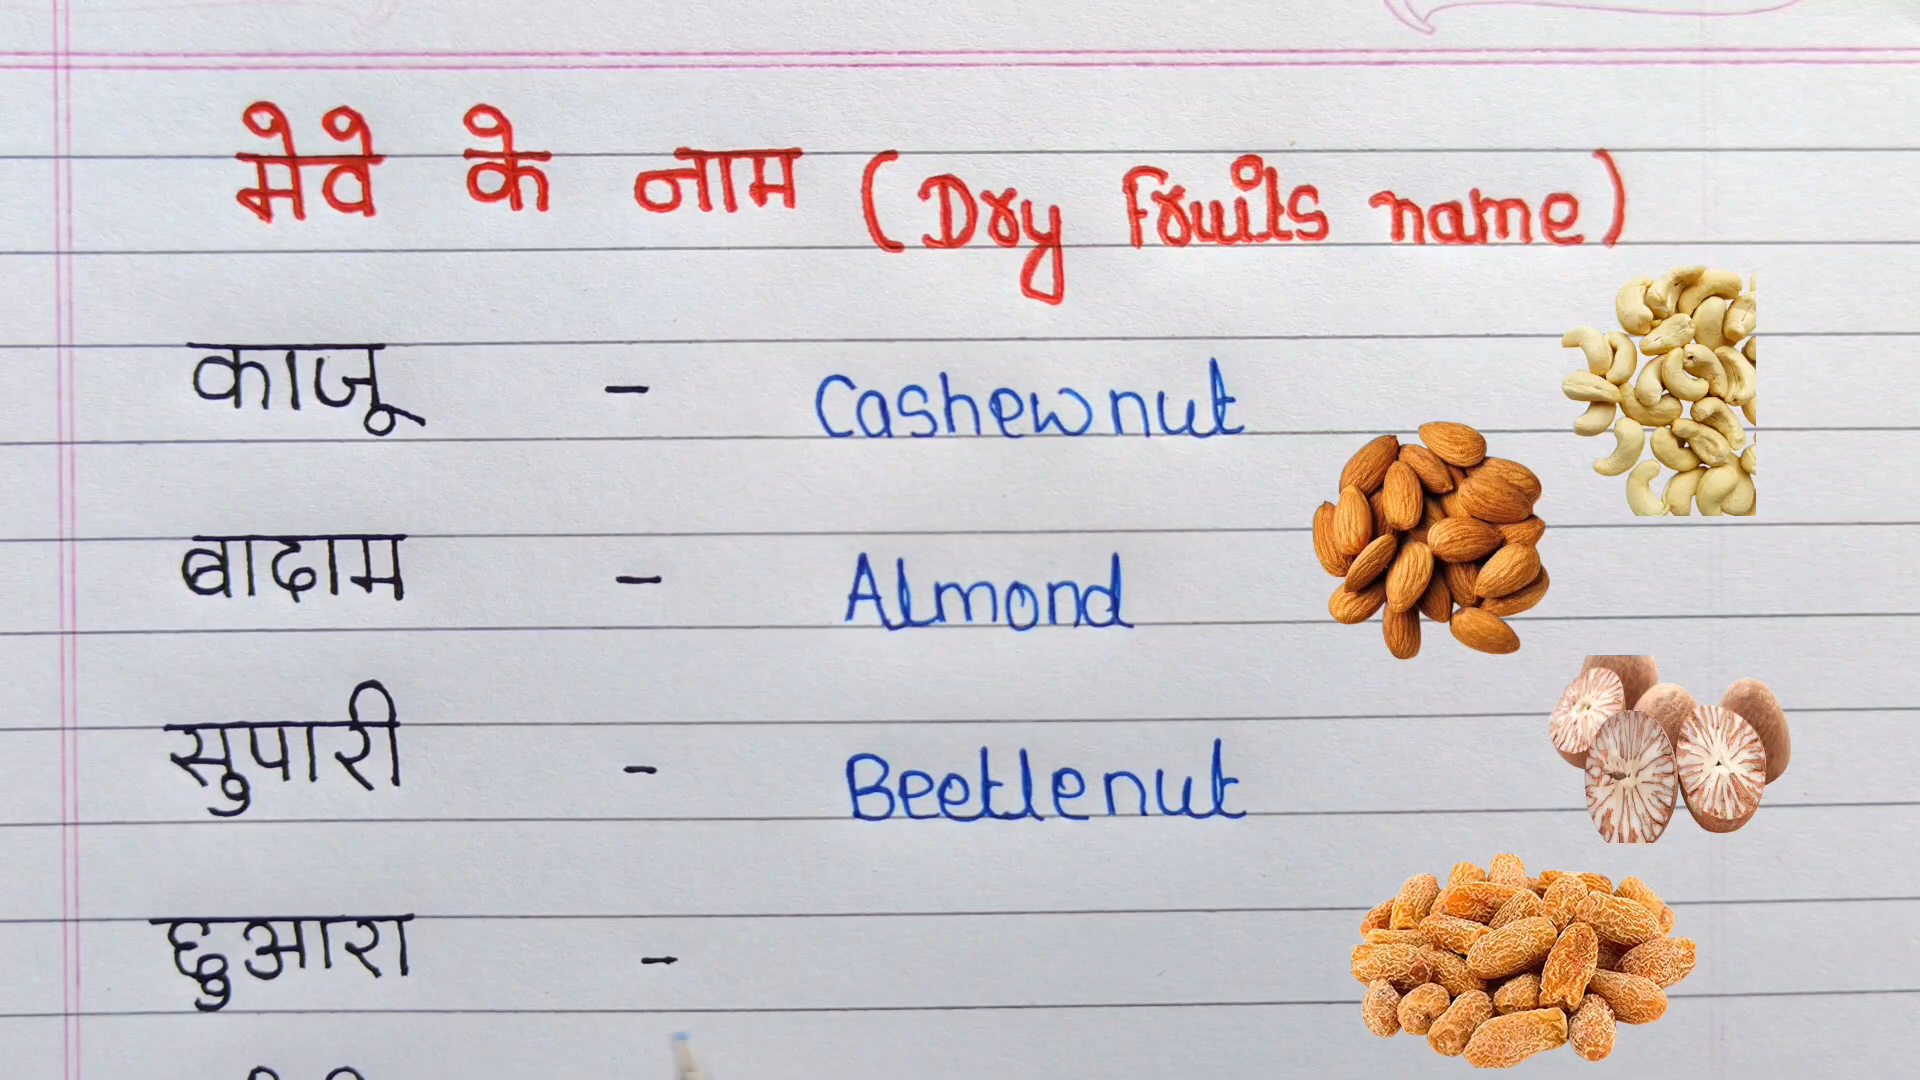 मेवे के नाम (Dry Fruits name)
काजू - Cashewnut
बादाम - Almond
सुपारी - Beetlenut
छुआरा -